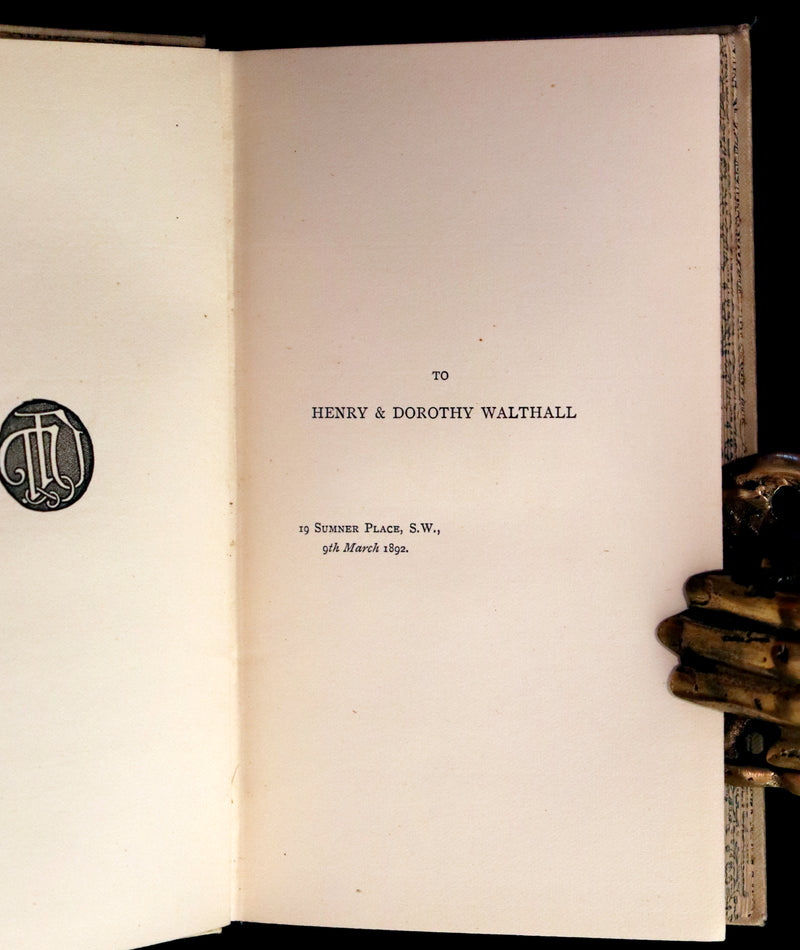 TO
HENRY & DOROTHY WALTHALL
19 SUMNER PLACE, S.W.,
9th March 1892.